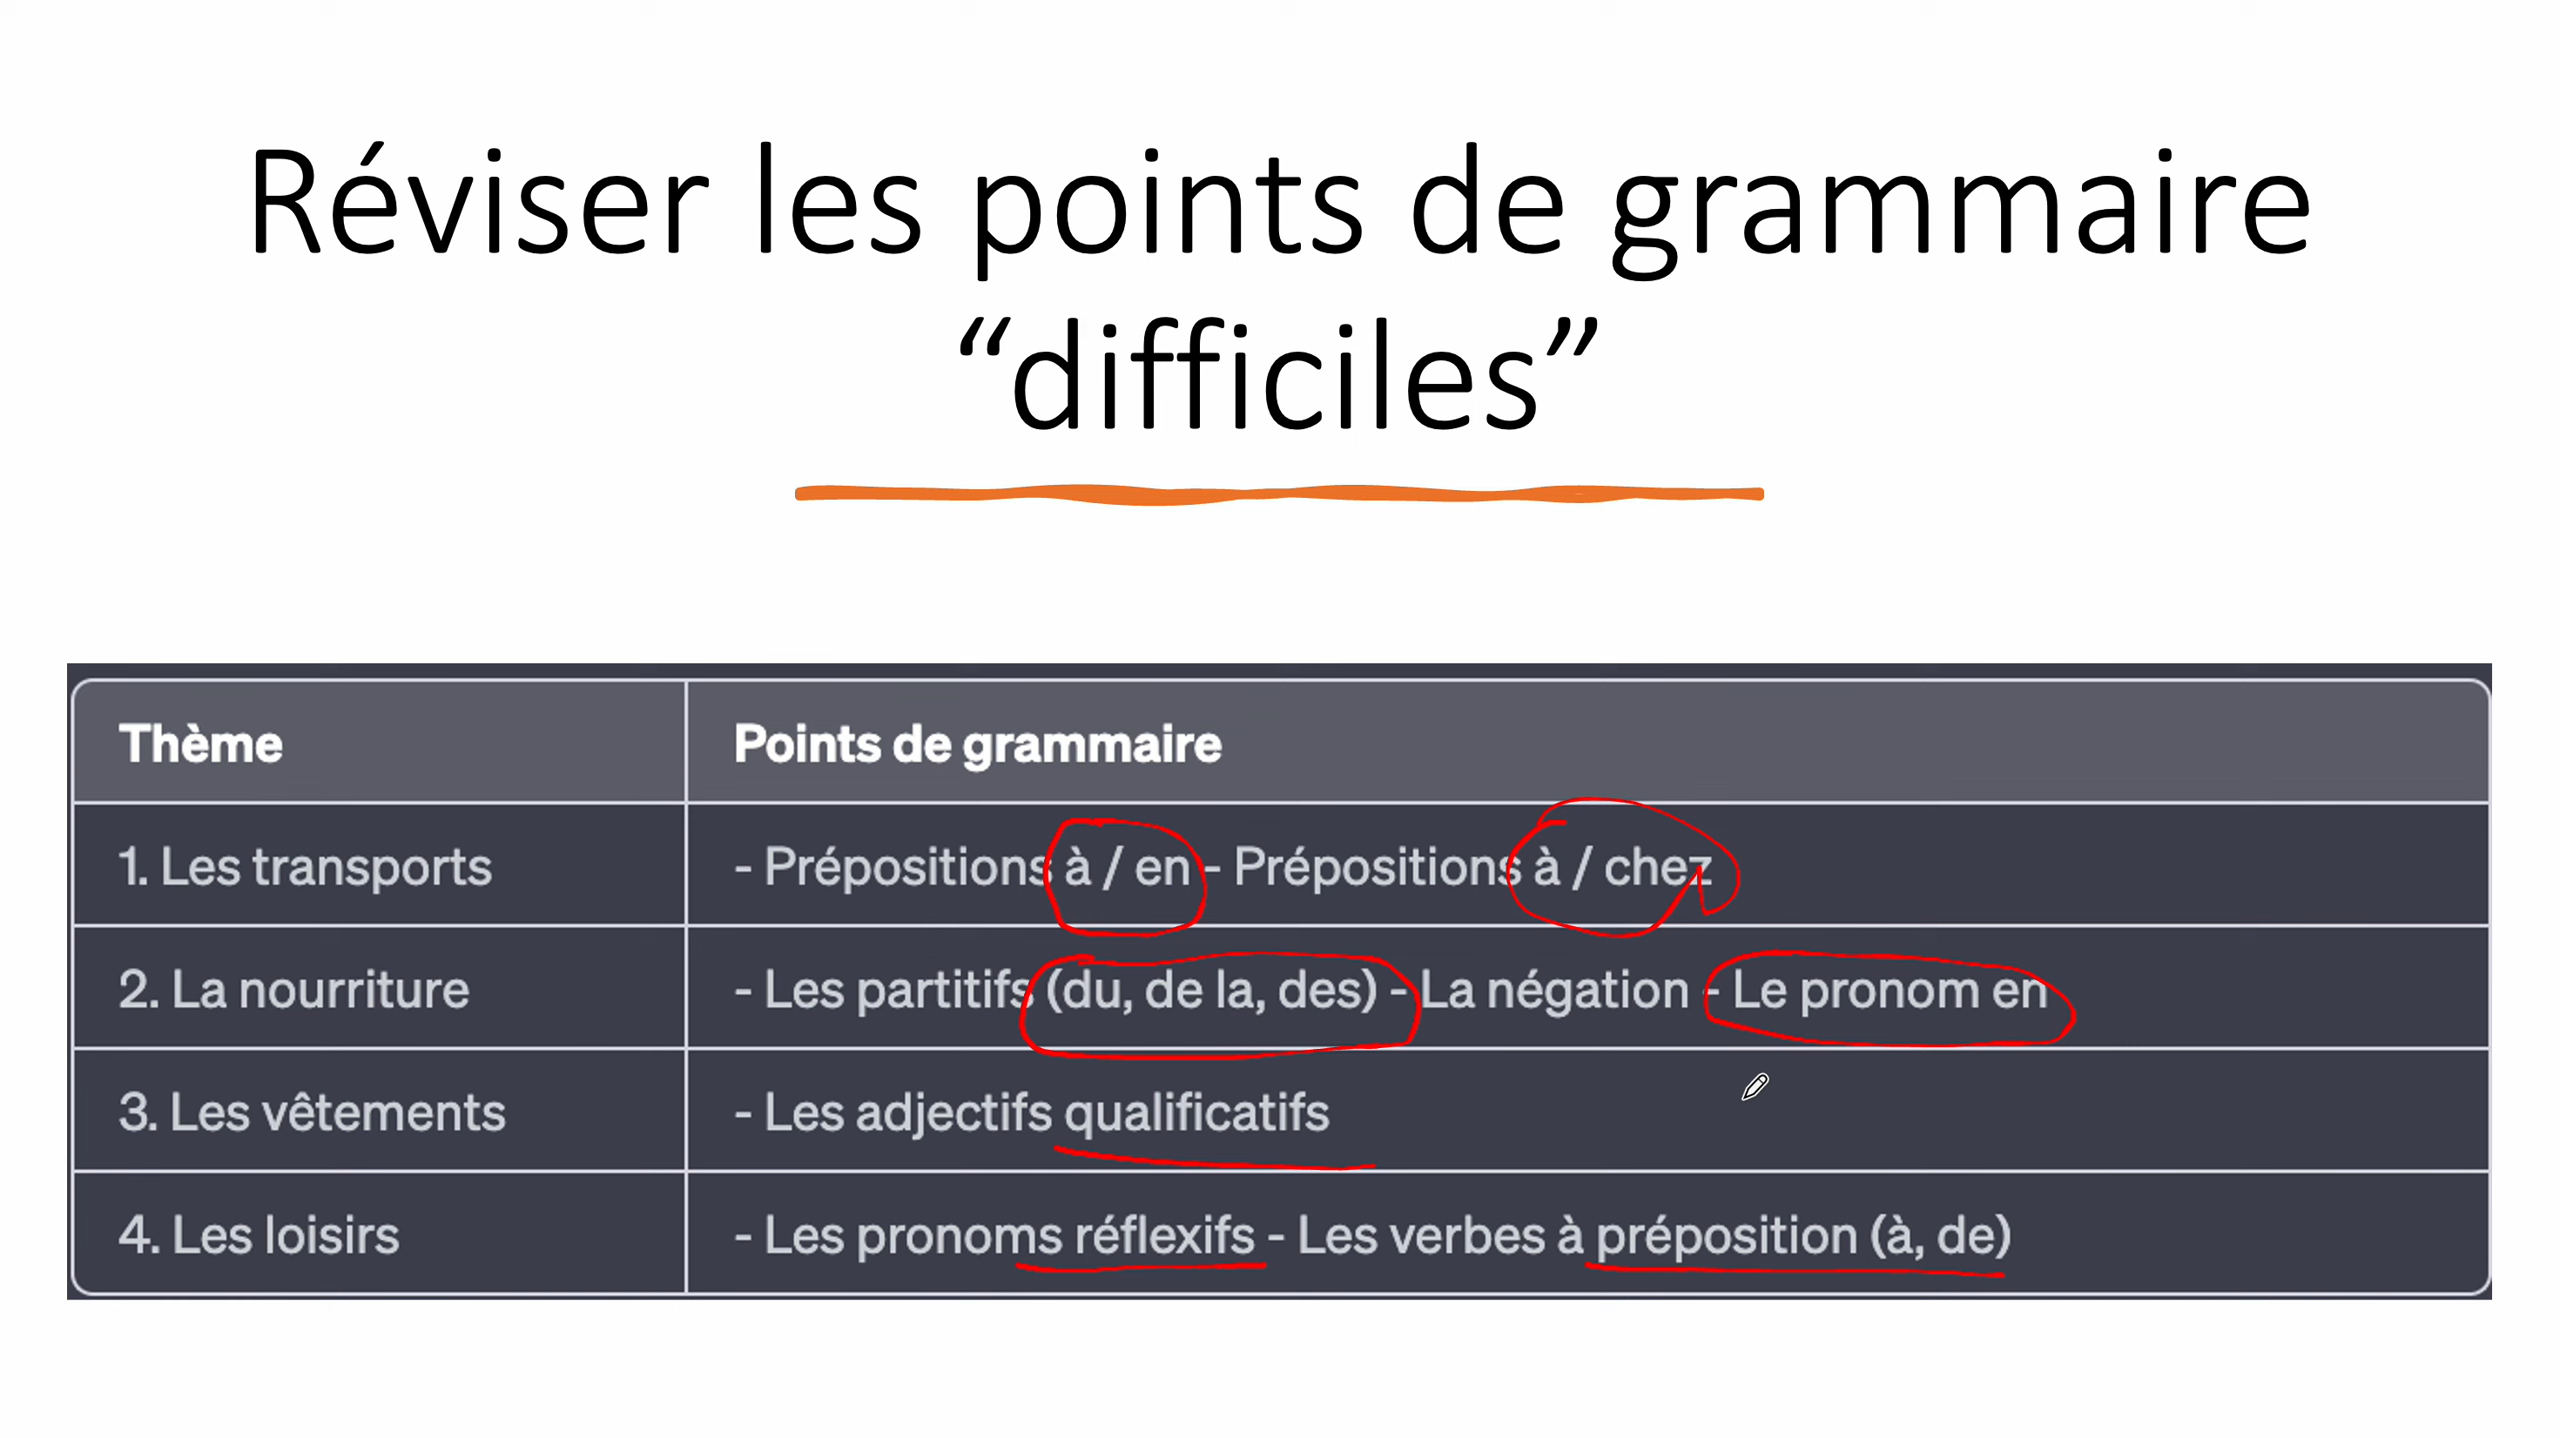 Réviser les points de grammaire
“difficiles”
Thème
Points de grammaire
1. Les transports
- Prépositions à / en - Prépositions à / chez
2. La nourriture
- Les partitifs (du, de la, des) - La négation - Le pronom en
3. Les vêtements
- Les adjectifs qualificatifs
4. Les loisirs
- Les pronoms réflexifs - Les verbes à préposition (à, de)